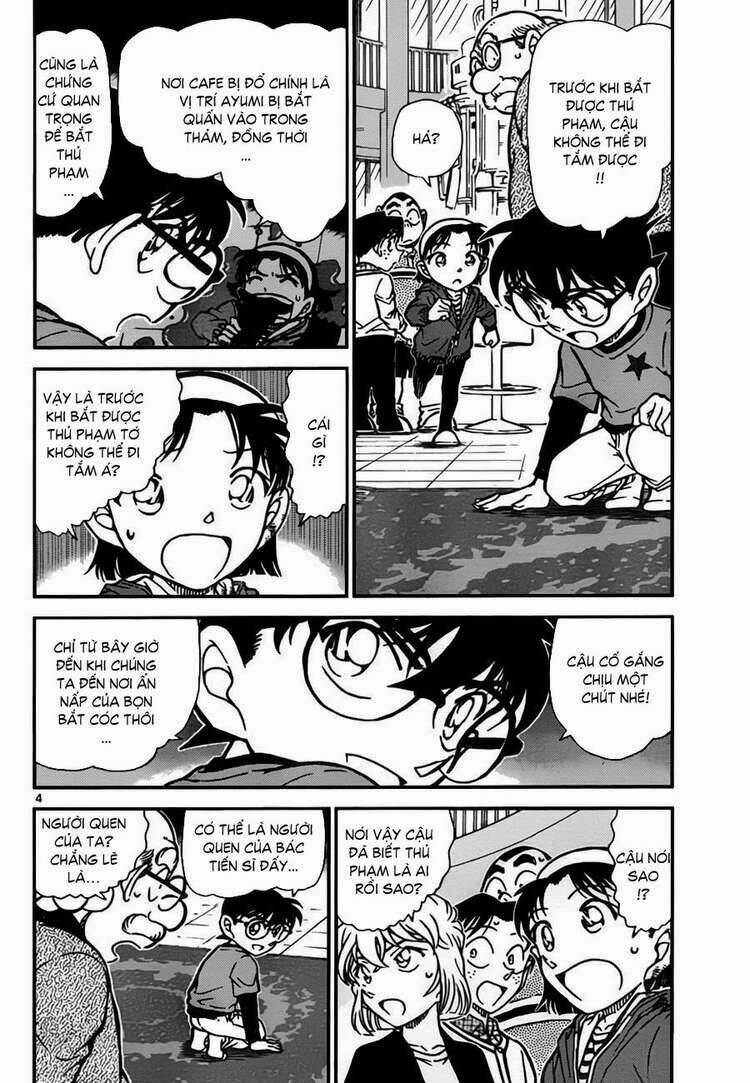 TRƯỚC KHI BẮT
ĐƯỢC THỦ
PHẠM, CẬU
KHÔNG THỂ ĐI
TẮM ĐƯỢC
!!
HẢ?
NƠI CAFE BỊ ĐỔ CHÍNH LÀ
VỊ TRÍ AYUMI BỊ BẮT
QUẤN VÀO TRONG
THẢM, ĐỒNG THỜI
...
CŨNG LÀ
CHỨNG
CỨ QUAN
TRỌNG
ĐỂ BẮT
THỦ
PHẠM
...
VẬY LÀ TRƯỚC
KHI BẮT ĐƯỢC
THỦ PHẠM TỚ
KHÔNG THỂ ĐI
TẮM Á?
CÁI
GÌ
!?
CHỈ TỪ BÂY GIỜ
ĐẾN KHI CHÚNG
TA ĐẾN NƠI ẨN
NẤP CỦA BỌN
BẮT CÓC THÔI
...
CẬU CỐ GẮNG
CHỊU MỘT
CHÚT NHÉ!
4
NGƯỜI QUEN
CỦA TA?
CHẲNG LẼ
LÀ...
CÓ THỂ LÀ NGƯỜI
QUEN CỦA BÁC
TIẾN SĨ ĐẤY...
NÓI VẬY CẬU
ĐÃ BIẾT THỦ
PHẠM LÀ AI
RỒI SAO?
CẬU NÓI
SAO
!?